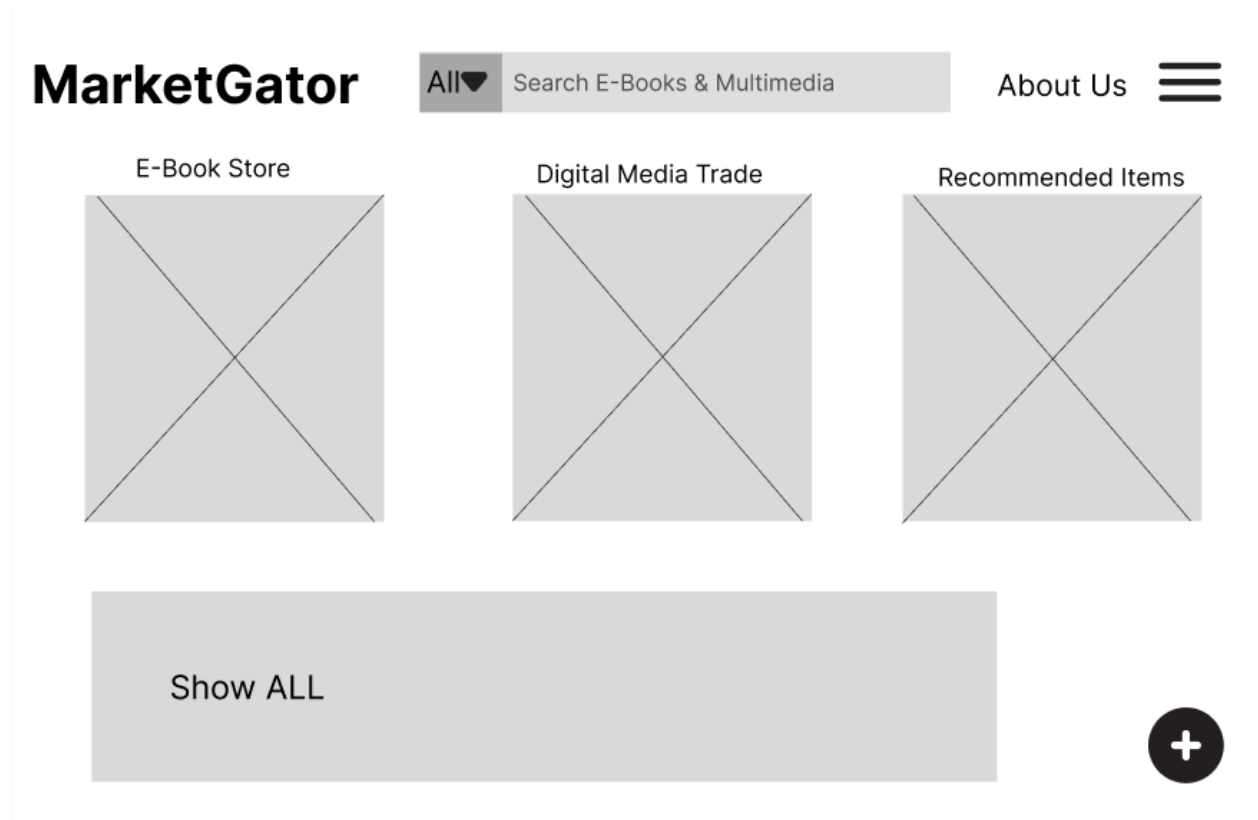 MarketGator
All
Search E-Books & Multimedia
About Us
E-Book Store
Digital Media Trade
Recommended Items
Show ALL